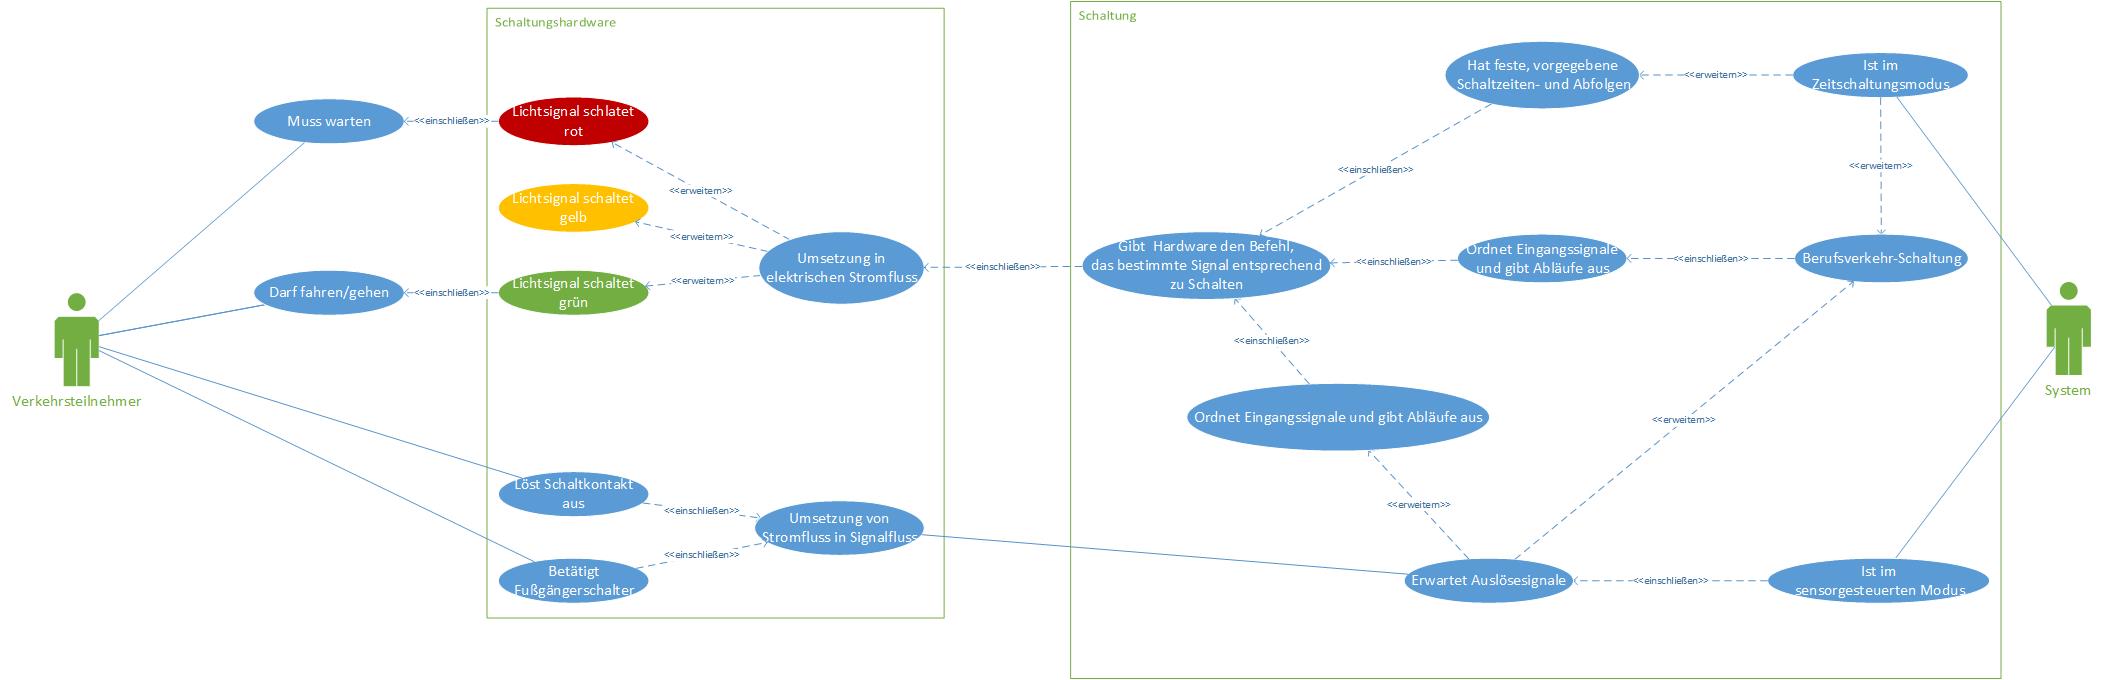 Schaltungshardware
Schaltung
Muss warten
<<einschließen>>
Lichtsignal schlatet
rot
<<erweitern>>
Lichtsignal schaltet
gelb
<<erweitern>>
Umsetzung in
elektrischen Stromfluss
Darf fahren/gehen
<<einschließen>>
Lichtsignal schaltet
grün
<<erweitern>>
Verkehrsteilnehmer
Löst Schaltkontakt
aus
<<einschließen>>
Umsetzung von
Stromfluss in Signalfluss
<<einschließen>>
Betätigt
Fußgängerschalter
<<einschließen>>
Hat feste, vorgegebene
Schaltzeiten- und Abfolgen
<<erweitern>>
Ist im
Zeitschaltungsmodus
<<einschließen>>
<<erweitern>>
Gibt Hardware den Befehl,
das bestimmte Signal entsprechend
zu Schalten
<<einschließen>>
Ordnet Eingangssignale
und gibt Abläufe aus
<<einschließen>>
Berufsverkehr-Schaltung
<<einschließen>>
Ordnet Eingangssignale und gibt Abläufe aus
<<erweitern>>
<<erweitern>>
Erwartet Auslösesignale
<<einschließen>>
Ist im
sensorgesteuerten Modus
System